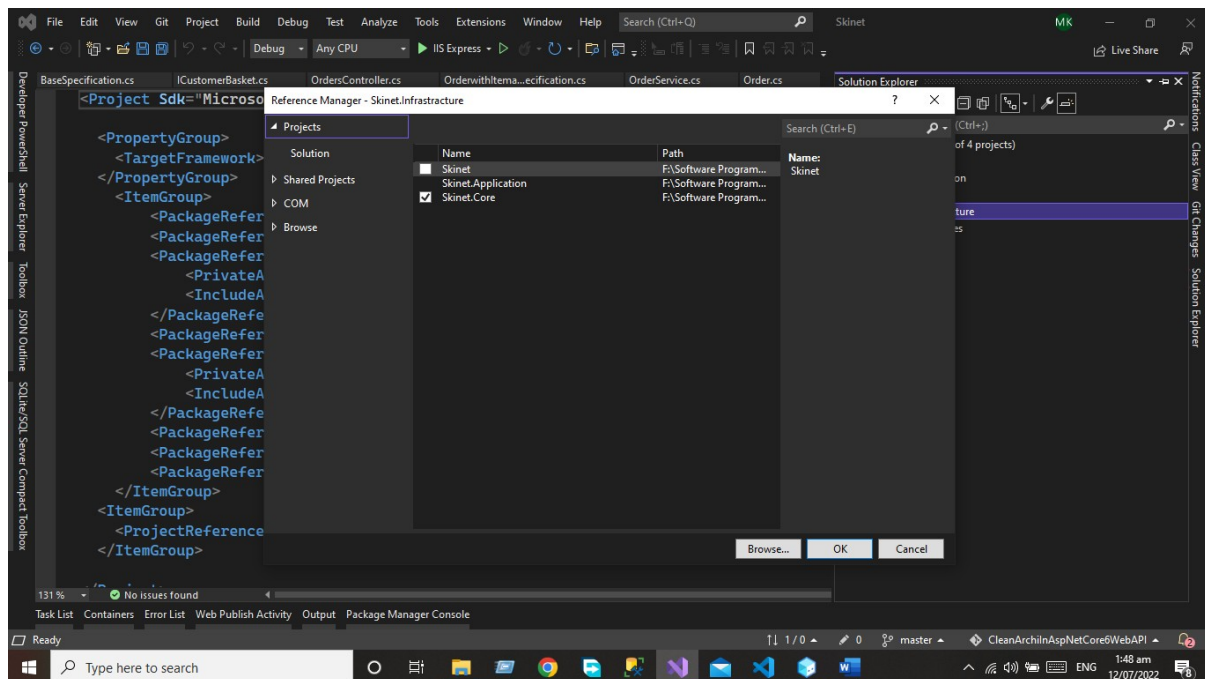 File Edit View Git Project Build Debug Test Analyze Tools Extensions Window Help Search (Ctrl+Q) Skinet MK
Debug Any CPU IIS Express Live Share
BaseSpecification.cs ICustomerBasket.cs OrdersController.cs OrderwithItema...ecification.cs OrderService.cs Order.cs
Solution Explorer
Developer PowerShell
Server Explorer
Toolbox
JSON Outline
SQLite/SQL Server Compact Toolbox
<Project Sdk="Microso
<PropertyGroup>
<TargetFramework>
</PropertyGroup>
<ItemGroup>
<PackageRefer
<PackageRefer
<PackageRefer
<PrivateA
<IncludeA
</PackageRefe
<PackageRefer
<PackageRefer
<PrivateA
<IncludeA
</PackageRefe
<PackageRefer
<PackageRefer
<PackageRefer
</ItemGroup>
<ItemGroup>
<ProjectReference
</ItemGroup>
Reference Manager - Skinet.Infrastracture ? ×
Projects
Solution
Shared Projects
COM
Browse
Search (Ctrl+E)
Name Path
Skinet F:\Software Program...
Skinet.Application F:\Software Program...
Skinet.Core F:\Software Program...
Name:
Skinet
Browse... OK Cancel
(Ctrl+;)
of 4 projects)
on
ture
es
Notifications
Class View
Git Changes
Solution Explorer
131 % No issues found
Task List Containers Error List Web Publish Activity Output Package Manager Console
Ready 1 / 0 0 master CleanArchiInAspNetCore6WebAPI 2
Type here to search ENG 1:48 am
12/07/2022 8